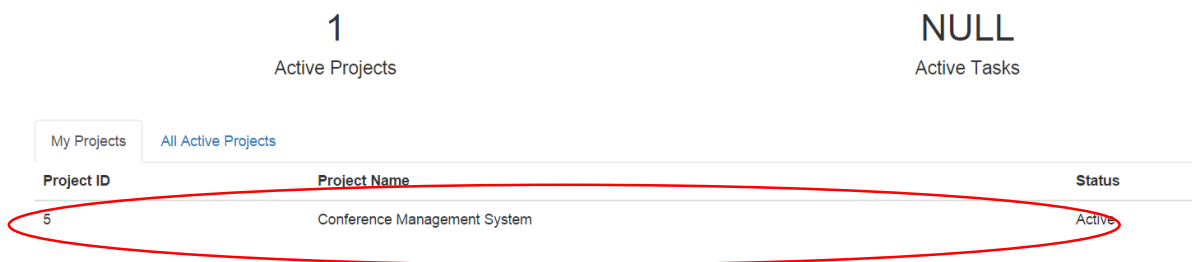 1 NULL
Active Projects Active Tasks
My Projects All Active Projects
Project ID Project Name Status
5 Conference Management System Active